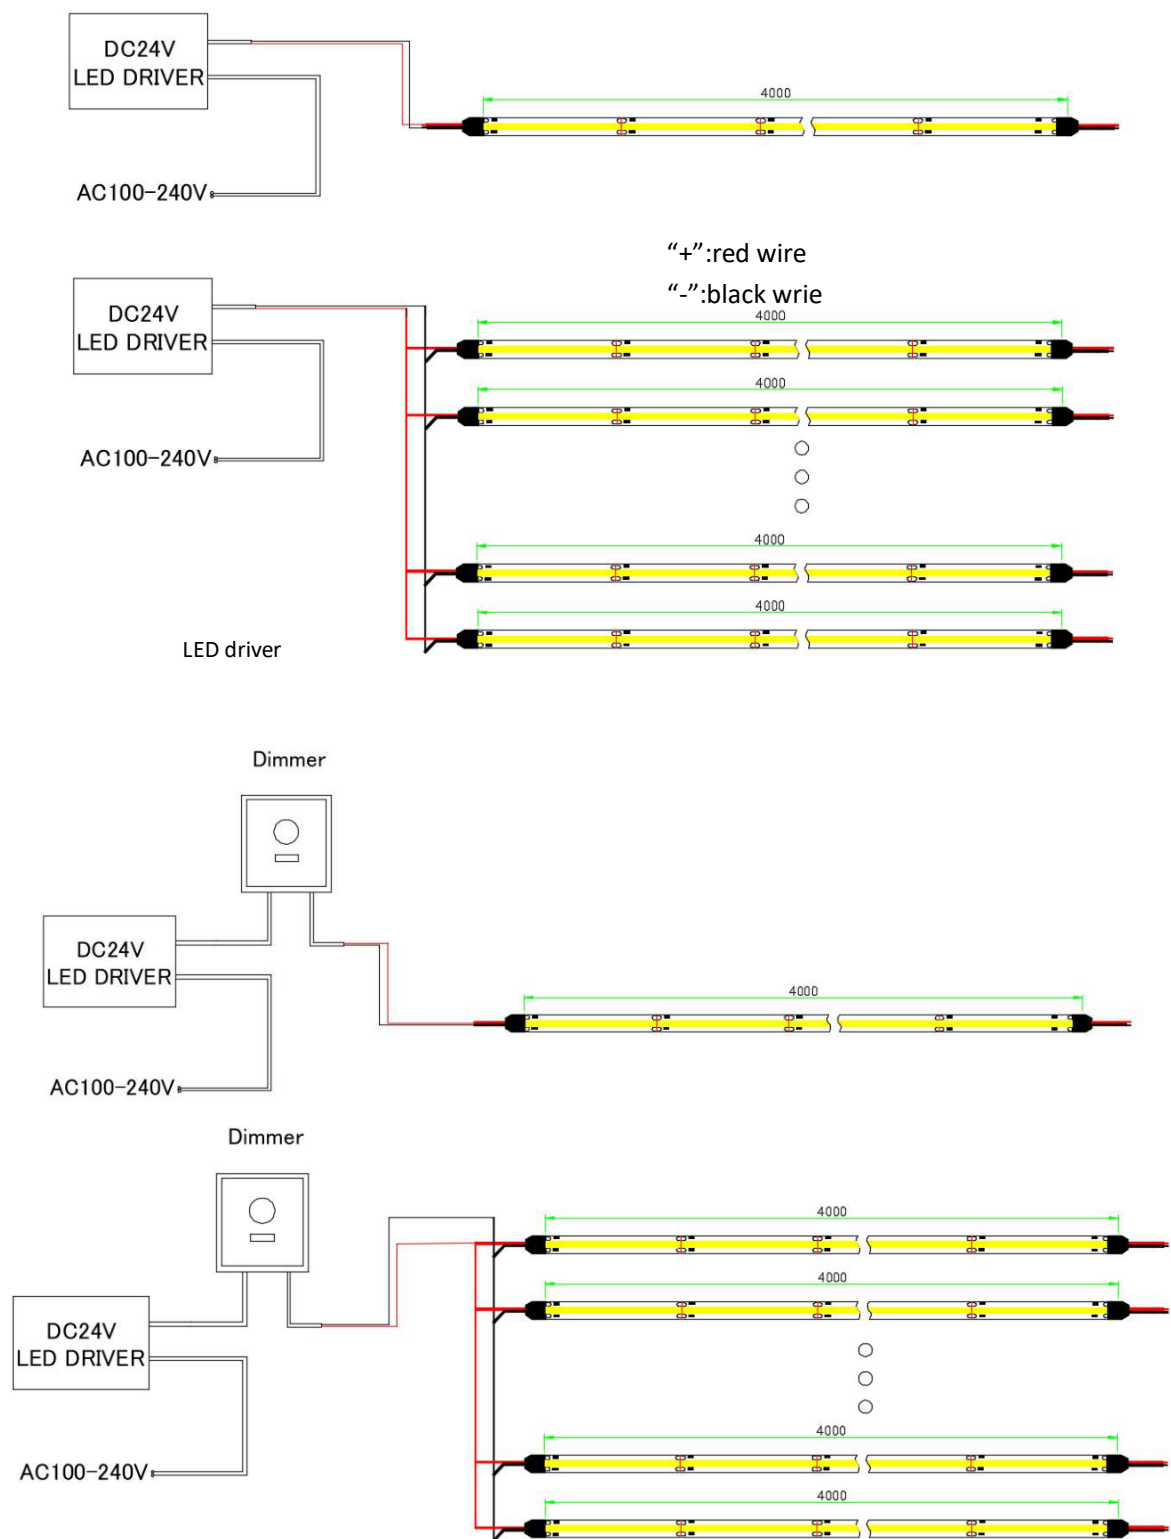 DC24V
LED DRIVER
4000
AC100-240V
“+”:red wire
“-”:black wrie
DC24V
LED DRIVER
4000
4000
AC100-240V
4000
4000
LED driver
Dimmer
DC24V
LED DRIVER
4000
AC100-240V
Dimmer
4000
4000
DC24V
LED DRIVER
4000
AC100-240V
4000